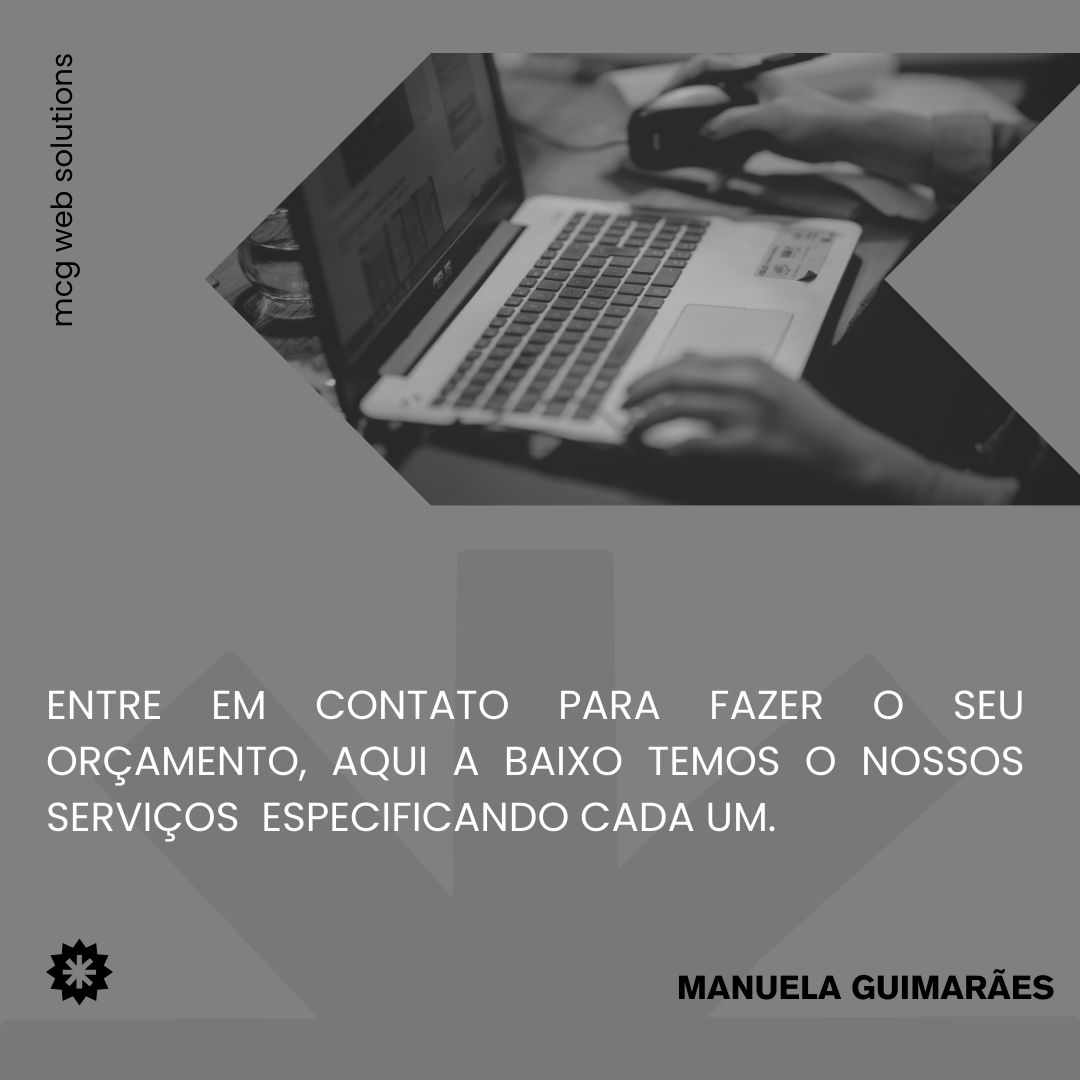 mcg web solutions
ENTRE EM CONTATO PARA FAZER O SEU
ORÇAMENTO, AQUI A BAIXO TEMOS O NOSSOS
SERVIÇOS ESPECIFICANDO CADA UM.
MANUELA GUIMARÃES